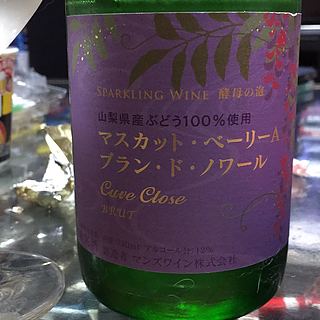 SPARKLING WINE 酵母の泡
山梨県産ぶどう100%使用
マスカット・ベーリーA
ブラン・ド・ノワール
Cuve Close
BRUT
アルコール分 12%
マンズワイン株式会社